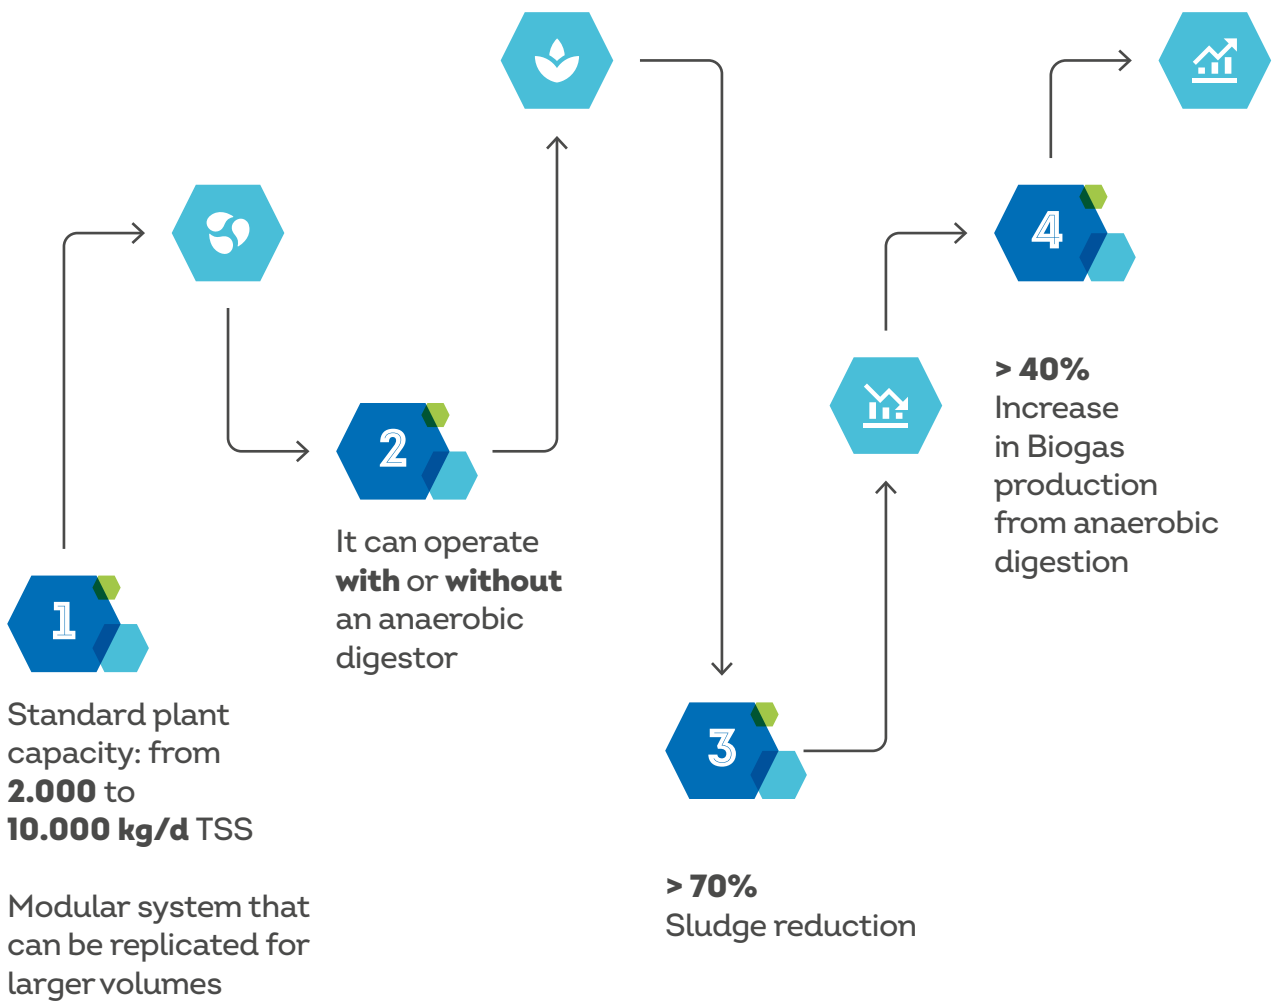 1
Standard plant
capacity: from
2.000 to
10.000 kg/d TSS
Modular system that
can be replicated for
larger volumes
2
It can operate
with or without
an anaerobic
digestor
3
> 70%
Sludge reduction
4
> 40%
Increase
in Biogas
production
from anaerobic
digestion